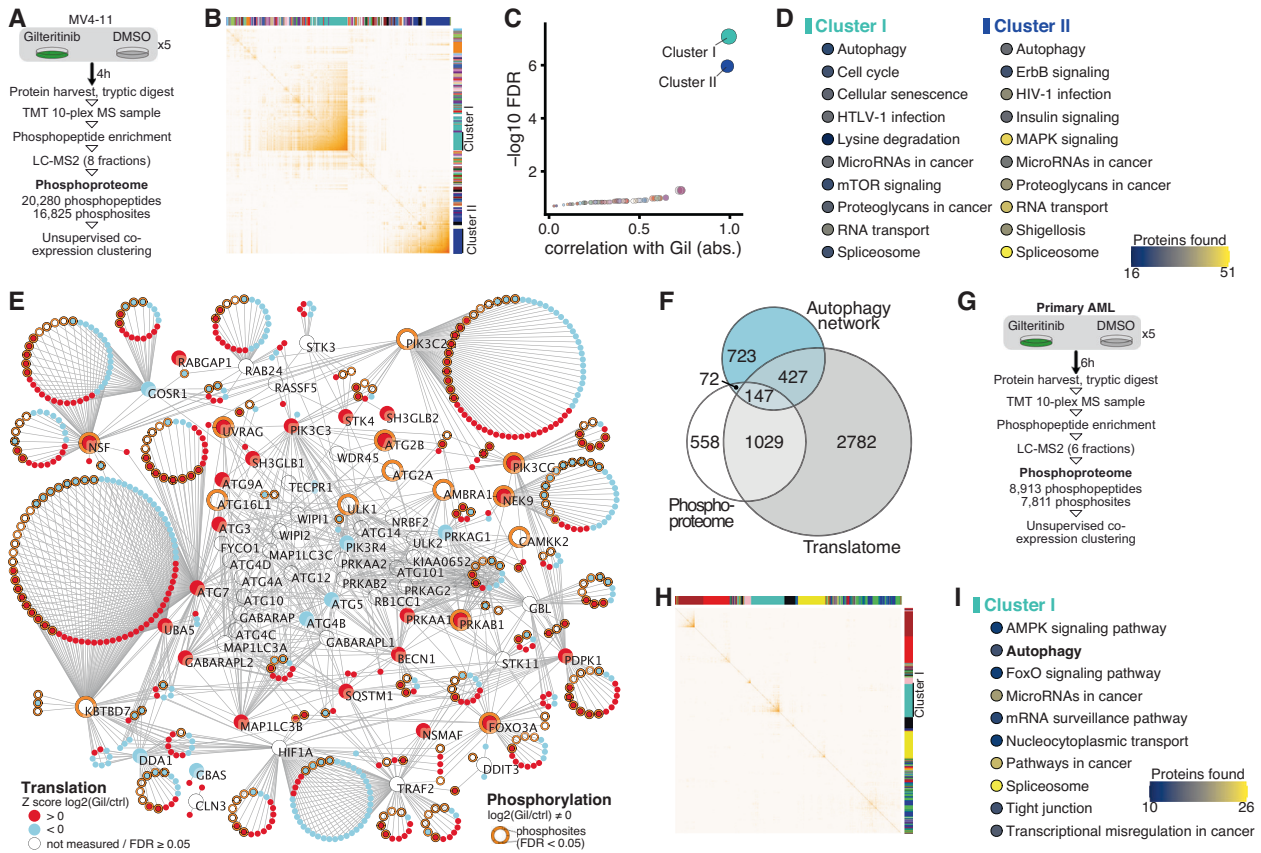 A
MV4-11
Gilteritinib
DMSO
x5
4h
Protein harvest, tryptic digest
TMT 10-plex MS sample
Phosphopeptide enrichment
LC-MS2 (8 fractions)
Phosphoproteome
20,280 phosphopeptides
16,825 phosphosites
Unsupervised co-
expression clustering
B
Cluster I
Cluster II
C
Cluster I
Cluster II
–log10 FDR
6
4
2
0.0
0.5
1.0
correlation with Gil (abs.)
D
Cluster I
Autophagy
Cell cycle
Cellular senescence
HTLV-1 infection
Lysine degradation
MicroRNAs in cancer
mTOR signaling
Proteoglycans in cancer
RNA transport
Spliceosome
Cluster II
Autophagy
ErbB signaling
HIV-1 infection
Insulin signaling
MAPK signaling
MicroRNAs in cancer
Proteoglycans in cancer
RNA transport
Shigellosis
Spliceosome
Proteins found
16
51
E
STK3
PIK3C2
RABGAP1
RAB24
RASSF5
GOSR1
STK4
SH3GLB2
UVRAG
PIK3C3
NSF
ATG2B
WDR45
SH3GLB1
PIK3CG
ATG2A
ATG9A
TECPR1
AMBRA1
NEK9
ATG16L1
ULK1
WIPI1
NRBF2
ATG3
WIPI2
ATG14
PRKAG1
CAMKK2
FYCO1
PIK3R4
ULK2
MAP1LC3C
KIAA0652
ATG4D
PRKAA2
ATG101
ATG4A
ATG12
PRKAB2
PRKAG2
ATG7
ATG10
ATG5
RB1CC1
GBL
GABARAP
ATG4B
PRKAA1
PRKAB1
UBA5
ATG4C
GABARAPL1
MAP1LC3A
GABARAPL2
BECN1
STK11
PDPK1
SQSTM1
KBTBD7
MAP1LC3B
FOXO3A
NSMAF
HIF1A
DDA1
GBAS
DDIT3
CLN3
TRAF2
Translation
Z score log2(Gil/ctrl)
> 0
< 0
not measured / FDR ≥ 0.05
Phosphorylation
log2(Gil/ctrl) ≠ 0
phosphosites
(FDR < 0.05)
F
Autophagy
network
723
427
72
147
558
1029
2782
Phospho-
proteome
Translatome
G
Primary AML
Gilteritinib
DMSO
x5
6h
Protein harvest, tryptic digest
TMT 10-plex MS sample
Phosphopeptide enrichment
LC-MS2 (6 fractions)
Phosphoproteome
8,913 phosphopeptides
7,811 phosphosites
Unsupervised co-
expression clustering
H
Cluster I
I
Cluster I
AMPK signaling pathway
Autophagy
FoxO signaling pathway
MicroRNAs in cancer
mRNA surveillance pathway
Nucleocytoplasmic transport
Pathways in cancer
Spliceosome
Tight junction
Transcriptional misregulation in cancer
Proteins found
10
26